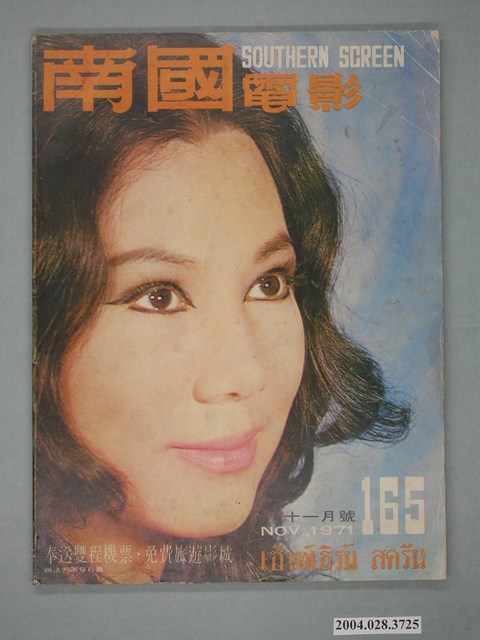 南國電影
SOUTHERN SCREEN
十一月號
NOV, 1971
165
奉送雙程機票・免費旅遊影城
เซ้าท์เธิร์น สกรีน
2004.028.3725